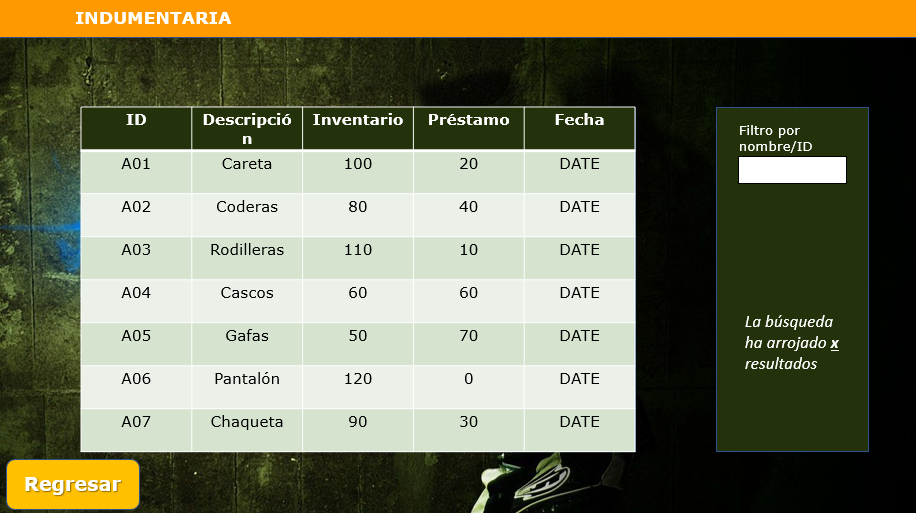 INDUMENTARIA
ID Descripció Inventario Préstamo Fecha
n
A01 Careta 100 20 DATE
A02 Coderas 80 40 DATE
A03 Rodilleras 110 10 DATE
A04 Cascos 60 60 DATE
A05 Gafas 50 70 DATE
A06 Pantalón 120 0 DATE
A07 Chaqueta 90 30 DATE
Filtro por
nombre/ID
La búsqueda
ha arrojado x
resultados
Regresar